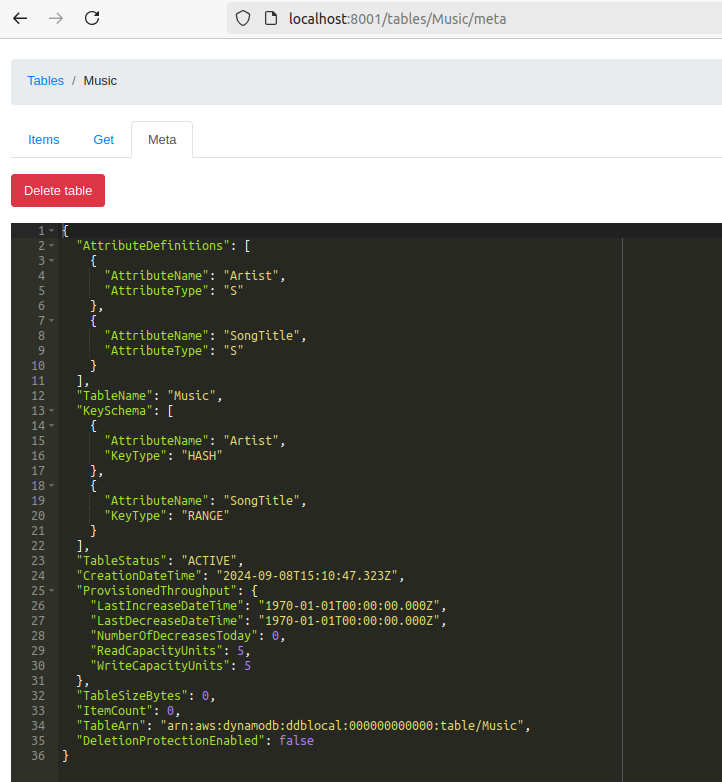 localhost:8001/tables/Music/meta
Tables / Music
Items Get Meta
Delete table
1 {
2 "AttributeDefinitions": [
3 {
4 "AttributeName": "Artist",
5 "AttributeType": "S"
6 },
7 {
8 "AttributeName": "SongTitle",
9 "AttributeType": "S"
10 }
11 ],
12 "TableName": "Music",
13 "KeySchema": [
14 {
15 "AttributeName": "Artist",
16 "KeyType": "HASH"
17 },
18 {
19 "AttributeName": "SongTitle",
20 "KeyType": "RANGE"
21 }
22 ],
23 "TableStatus": "ACTIVE",
24 "CreationDateTime": "2024-09-08T15:10:47.323Z",
25 "ProvisionedThroughput": {
26 "LastIncreaseDateTime": "1970-01-01T00:00:00.000Z",
27 "LastDecreaseDateTime": "1970-01-01T00:00:00.000Z",
28 "NumberOfDecreasesToday": 0,
29 "ReadCapacityUnits": 5,
30 "WriteCapacityUnits": 5
31 },
32 "TableSizeBytes": 0,
33 "ItemCount": 0,
34 "TableArn": "arn:aws:dynamodb:ddblocal:000000000000:table/Music",
35 "DeletionProtectionEnabled": false
36 }